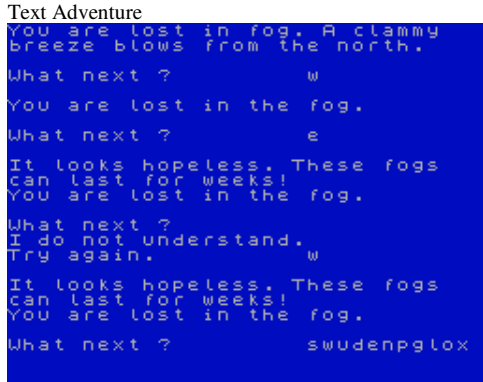 Text Adventure
You are lost in fog. A clammy
breeze blows from the north.
What next ? w
You are lost in the fog.
What next ? e
It looks hopeless. These fogs
can last for weeks!
You are lost in the fog.
What next ?
I do not understand.
Try again. w
It looks hopeless. These fogs
can last for weeks!
You are lost in the fog.
What next ? swudenpglox